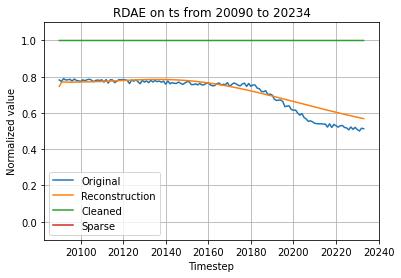 RDAE on ts from 20090 to 20234
Normalized value
1.0
0.8
0.6
0.4
0.2
0.0
Original
Reconstruction
Cleaned
Sparse
20100 20120 20140 20160 20180 20200 20220 20240
Timestep